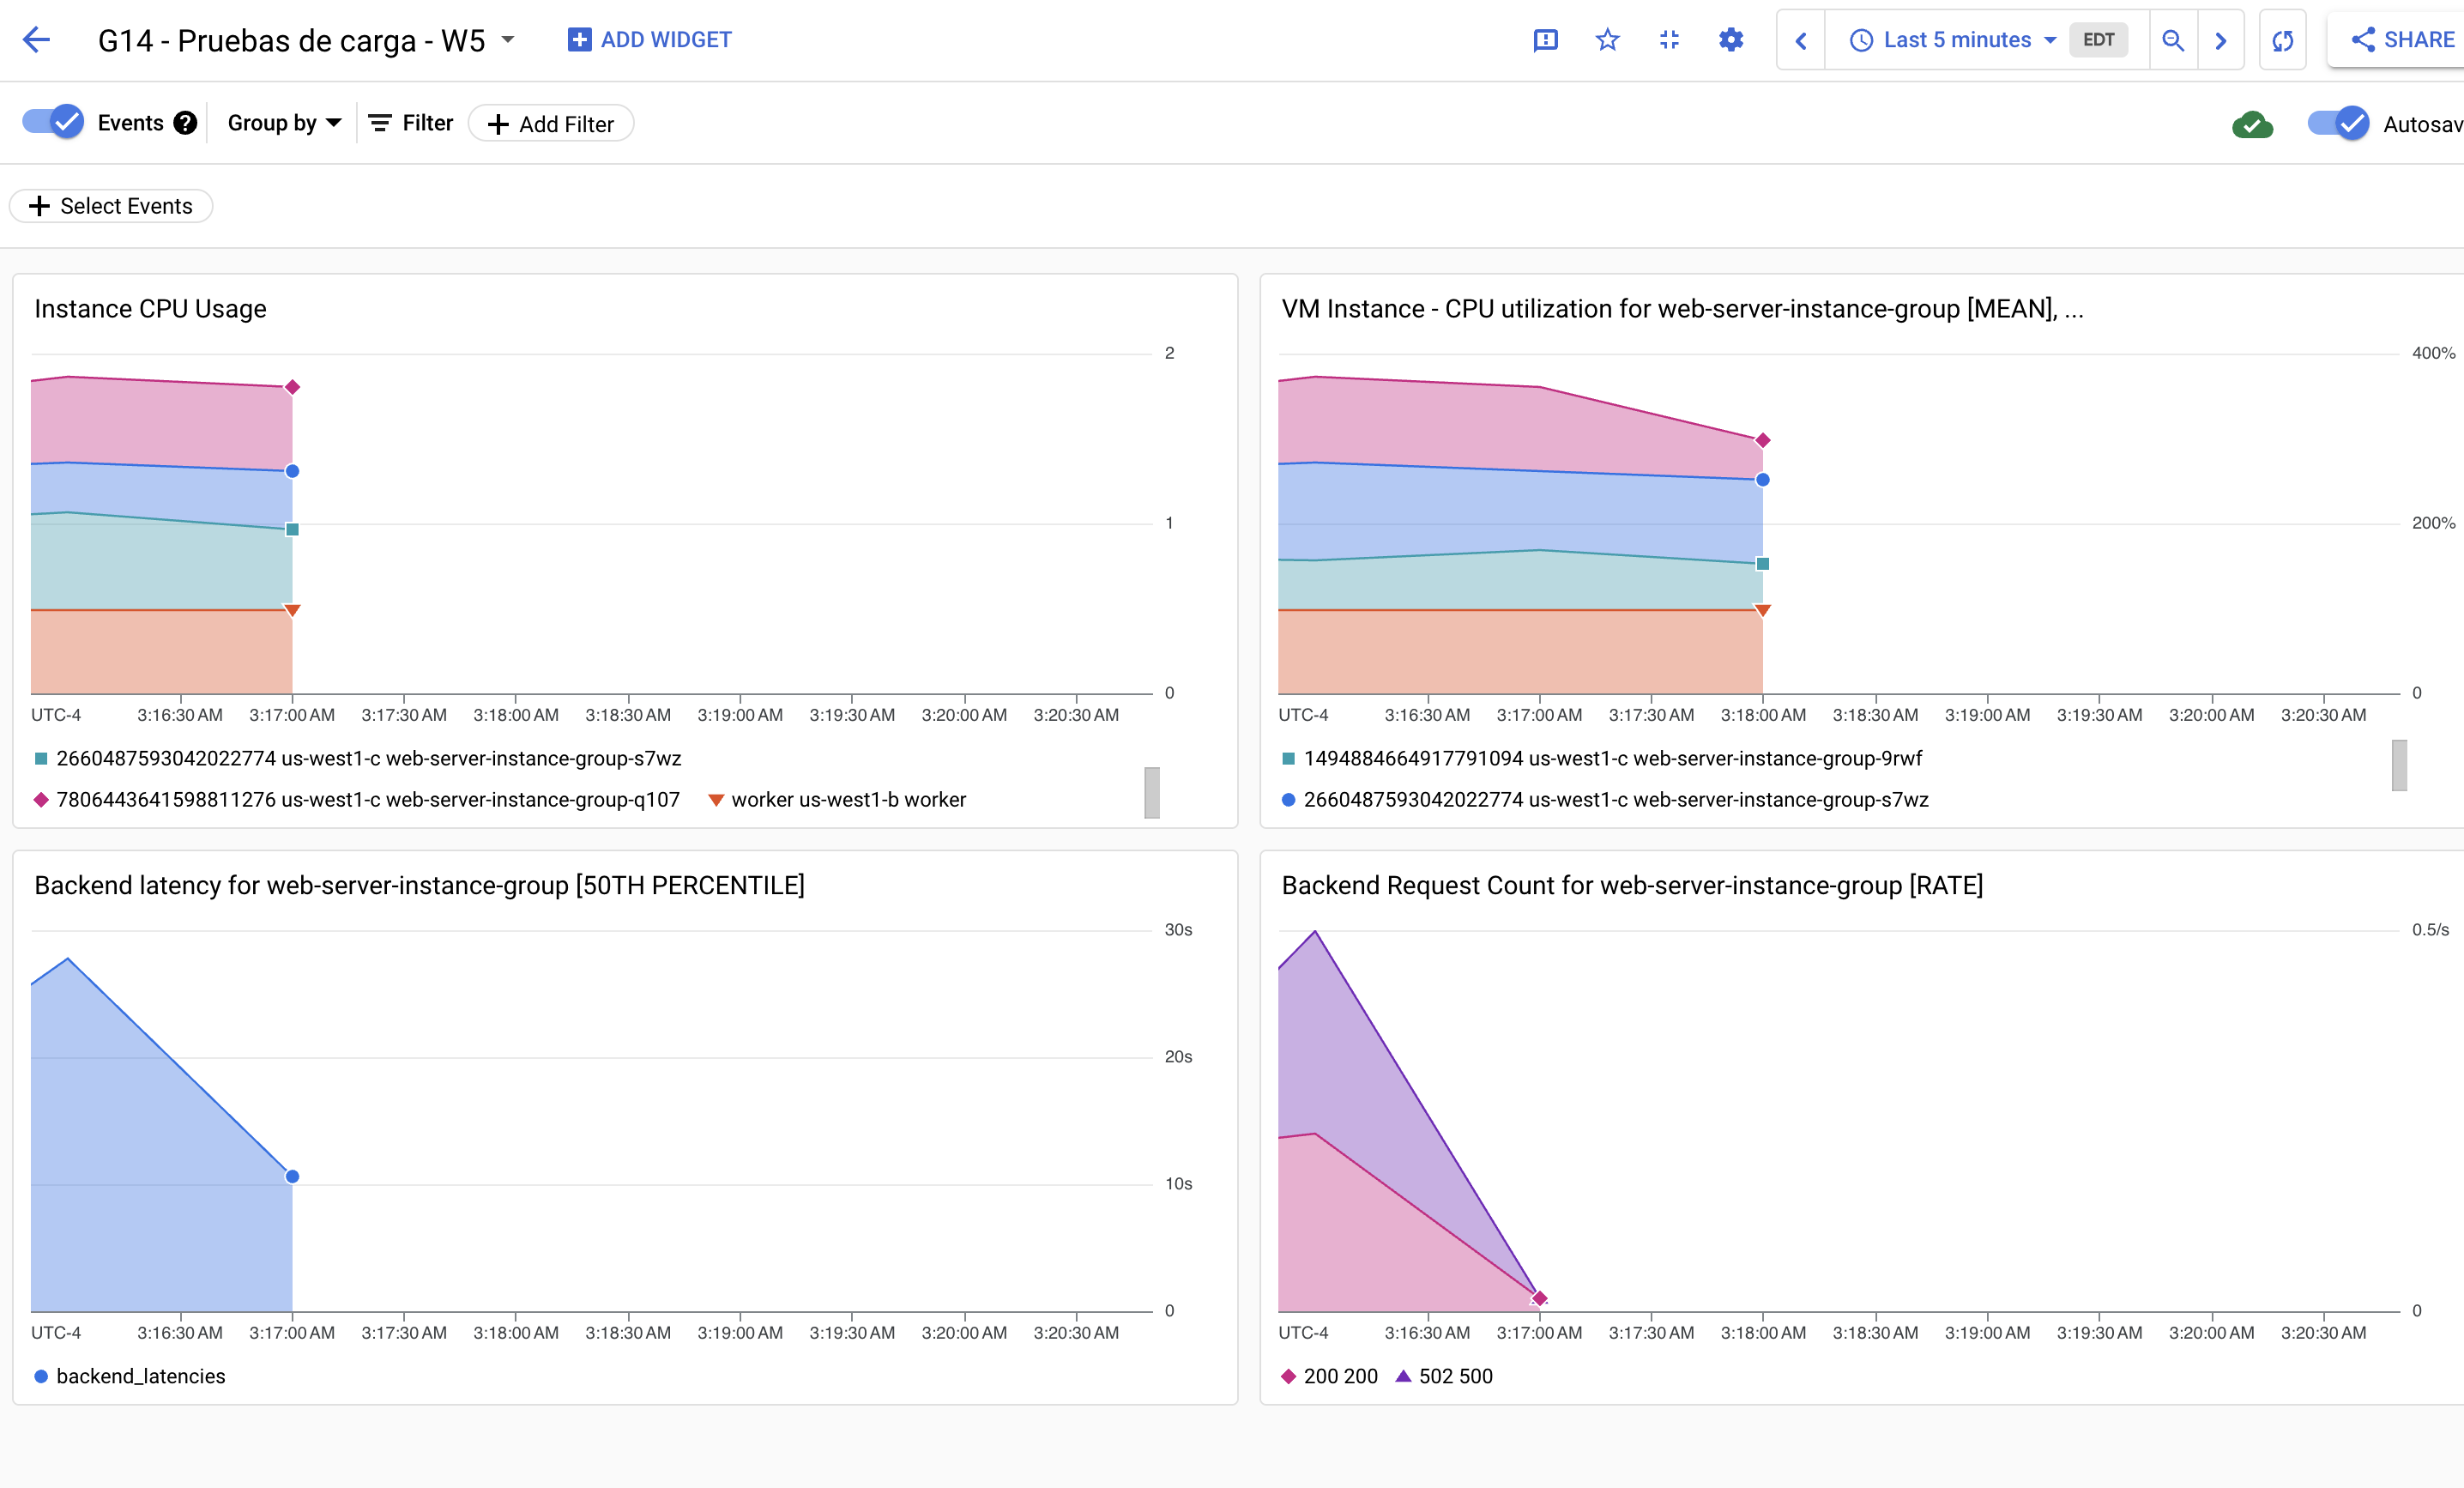 G14 - Pruebas de carga - W5 ADD WIDGET Last 5 minutes EDT SHARE
Events Group by Filter Add Filter Autosav
Select Events
Instance CPU Usage
2
1
0
UTC-4 3:16:30 AM 3:17:00 AM 3:17:30 AM 3:18:00 AM 3:18:30 AM 3:19:00 AM 3:19:30 AM 3:20:00 AM 3:20:30 AM
2660487593042022774 us-west1-c web-server-instance-group-s7wz
7806443641598811276 us-west1-c web-server-instance-group-q107 worker us-west1-b worker
VM Instance - CPU utilization for web-server-instance-group [MEAN], ...
400%
200%
0
UTC-4 3:16:30 AM 3:17:00 AM 3:17:30 AM 3:18:00 AM 3:18:30 AM 3:19:00 AM 3:19:30 AM 3:20:00 AM 3:20:30 AM
1494884664917791094 us-west1-c web-server-instance-group-9rwf
2660487593042022774 us-west1-c web-server-instance-group-s7wz
Backend latency for web-server-instance-group [50TH PERCENTILE]
30s
20s
10s
0
UTC-4 3:16:30 AM 3:17:00 AM 3:17:30 AM 3:18:00 AM 3:18:30 AM 3:19:00 AM 3:19:30 AM 3:20:00 AM 3:20:30 AM
backend_latencies
Backend Request Count for web-server-instance-group [RATE]
0.5/s
0
UTC-4 3:16:30 AM 3:17:00 AM 3:17:30 AM 3:18:00 AM 3:18:30 AM 3:19:00 AM 3:19:30 AM 3:20:00 AM 3:20:30 AM
200 200 502 500